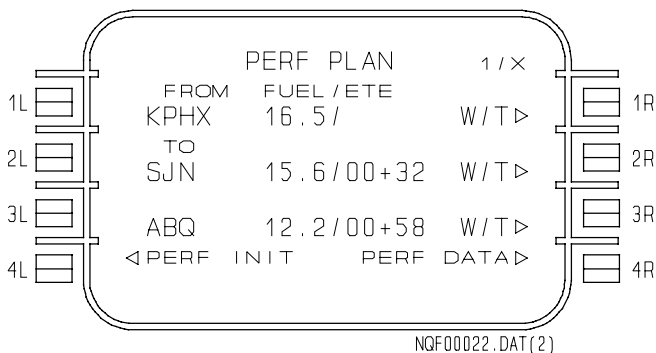 PERF PLAN 1/X
FROM FUEL/ETE
1L KPHX 16.5/ W/T▷ 1R
TO
2L SJN 15.6/00+32 W/T▷ 2R
3L ABQ 12.2/00+58 W/T▷ 3R
4L ◁PERF INIT PERF DATA▷ 4R
NQF00022.DAT(2)